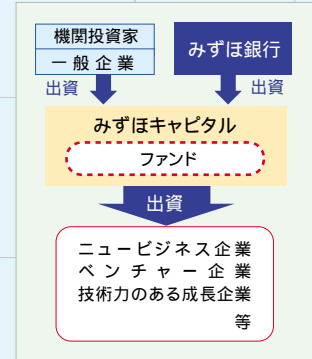 機関投資家
一般企業
みずほ銀行
出資
出資
みずほキャピタル
ファンド
出資
ニュービジネス企業
ベンチャー企業
技術力のある成長企業
等